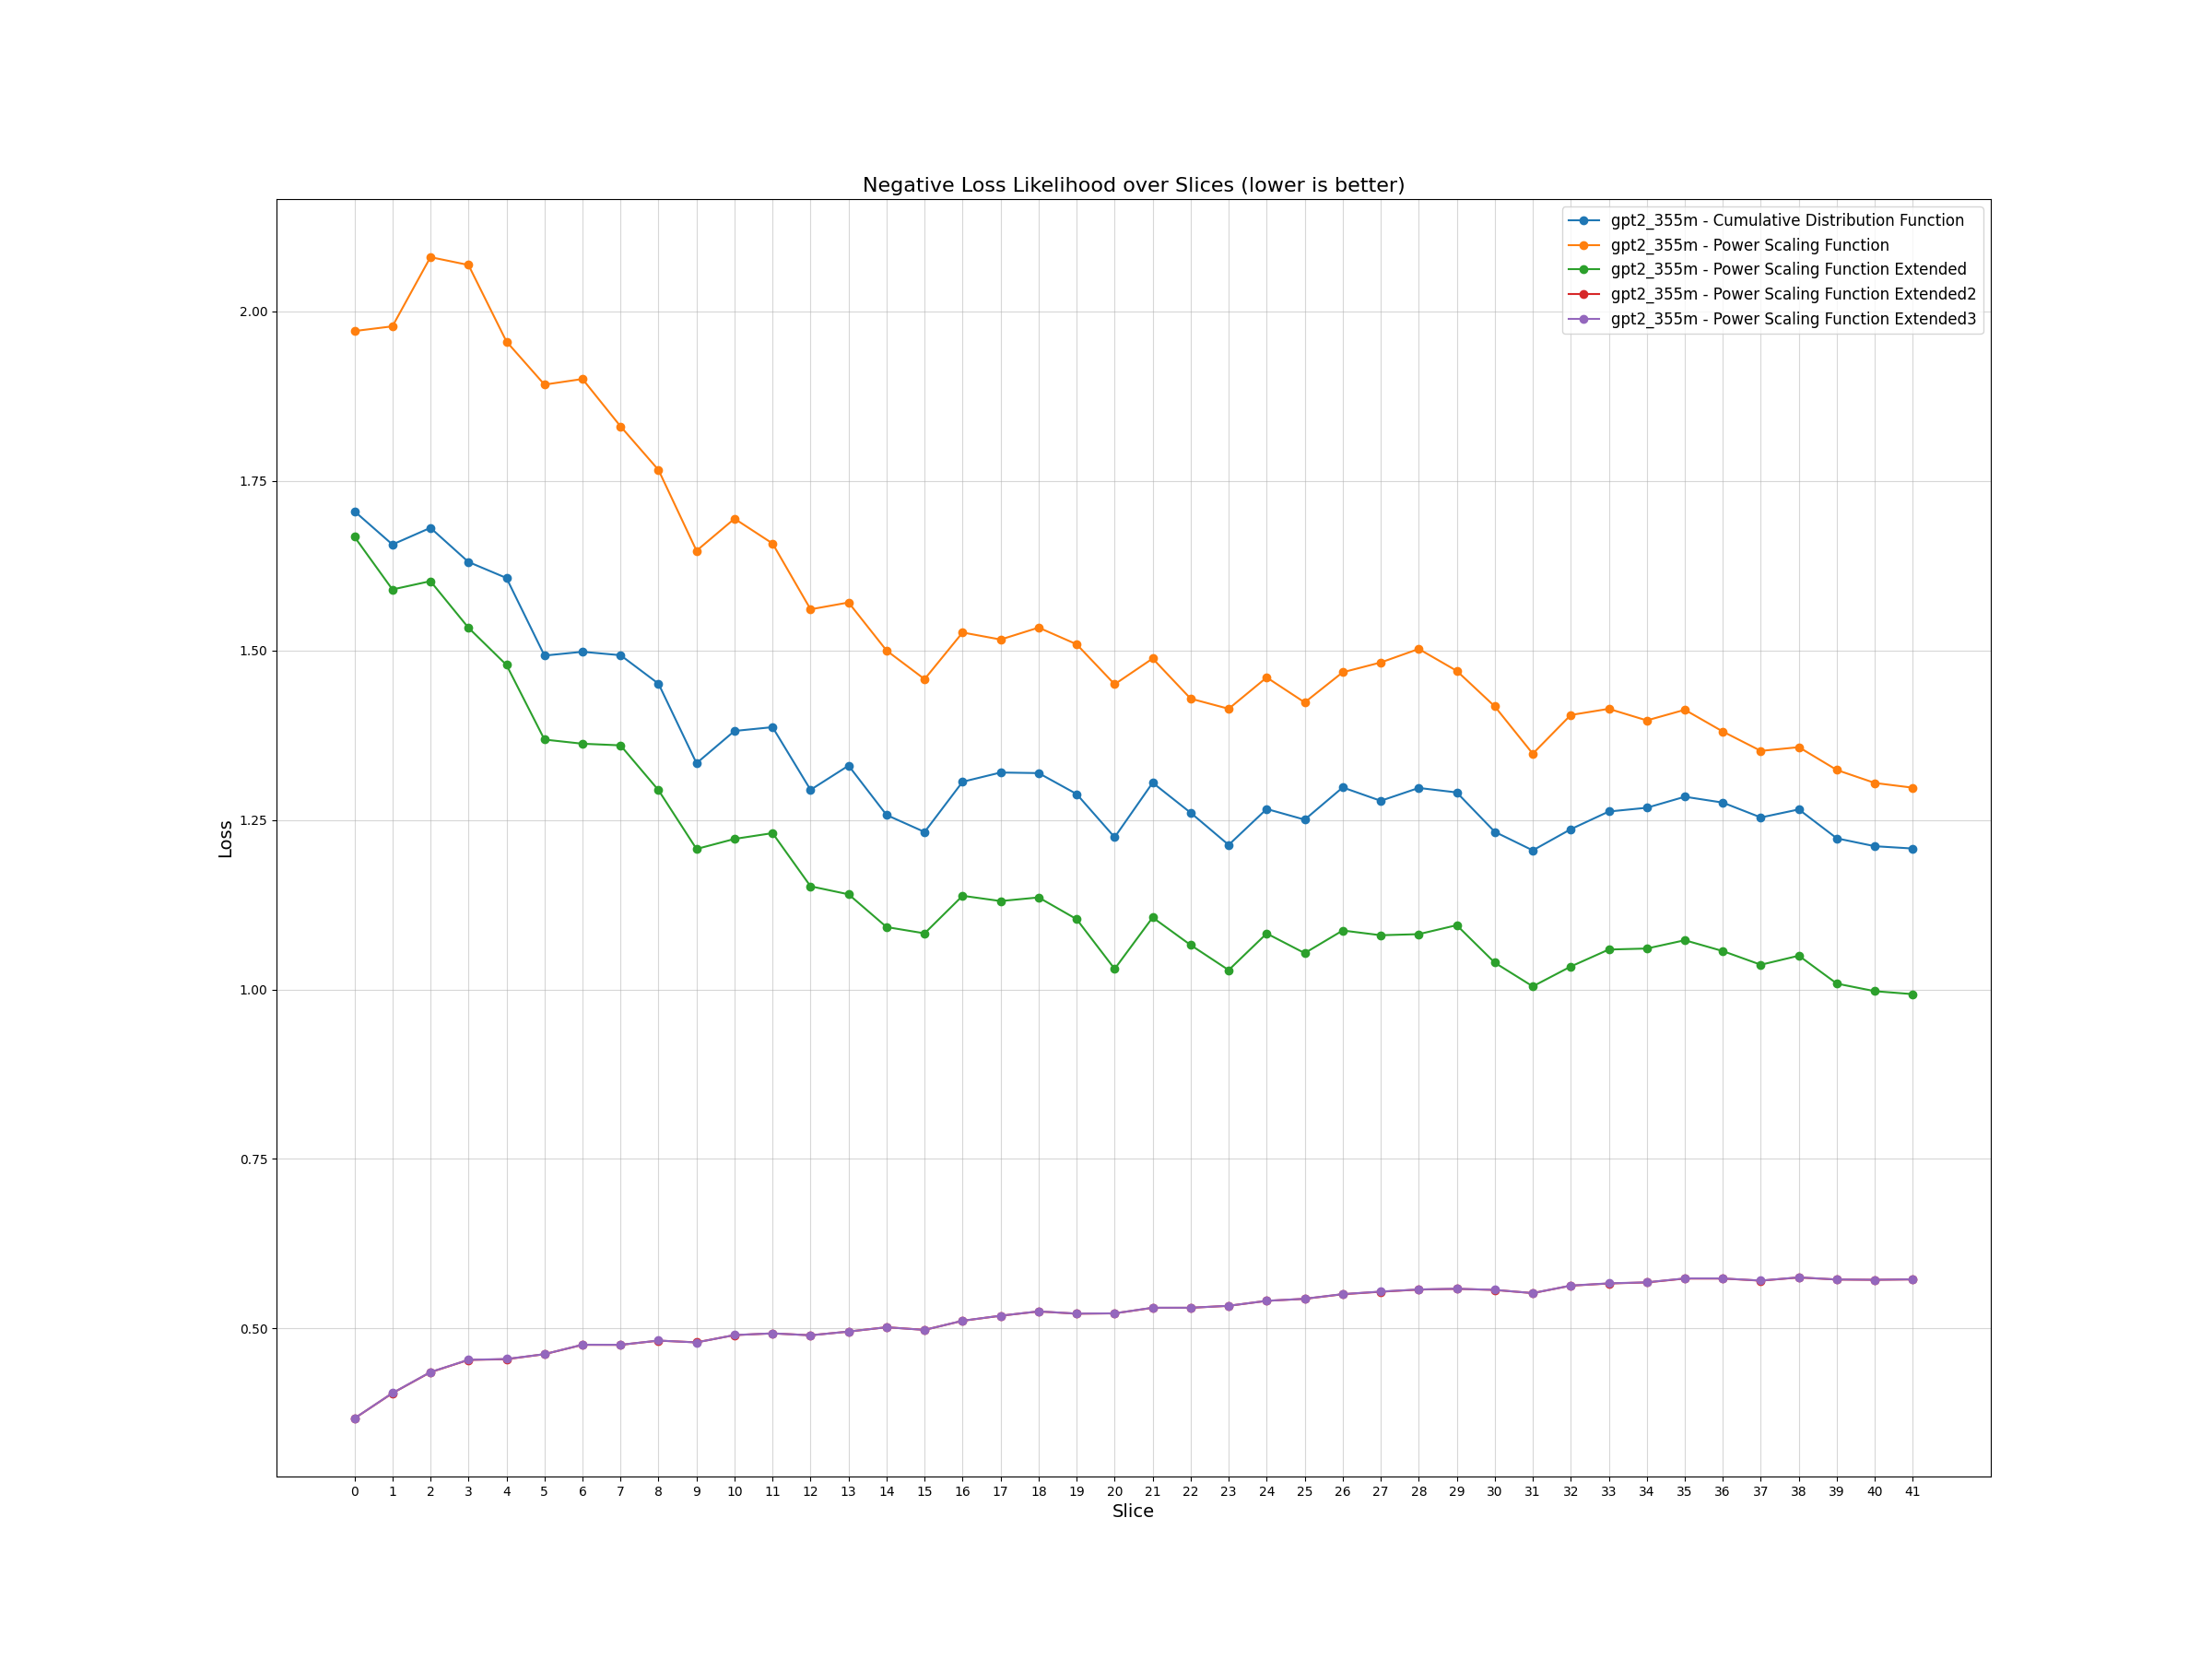 Negative Loss Likelihood over Slices (lower is better)
gpt2_355m - Cumulative Distribution Function
gpt2_355m - Power Scaling Function
gpt2_355m - Power Scaling Function Extended
gpt2_355m - Power Scaling Function Extended2
gpt2_355m - Power Scaling Function Extended3
2.00
1.75
1.50
1.25
1.00
0.75
0.50
Loss
0 1 2 3 4 5 6 7 8 9 10 11 12 13 14 15 16 17 18 19 20 21 22 23 24 25 26 27 28 29 30 31 32 33 34 35 36 37 38 39 40 41
Slice